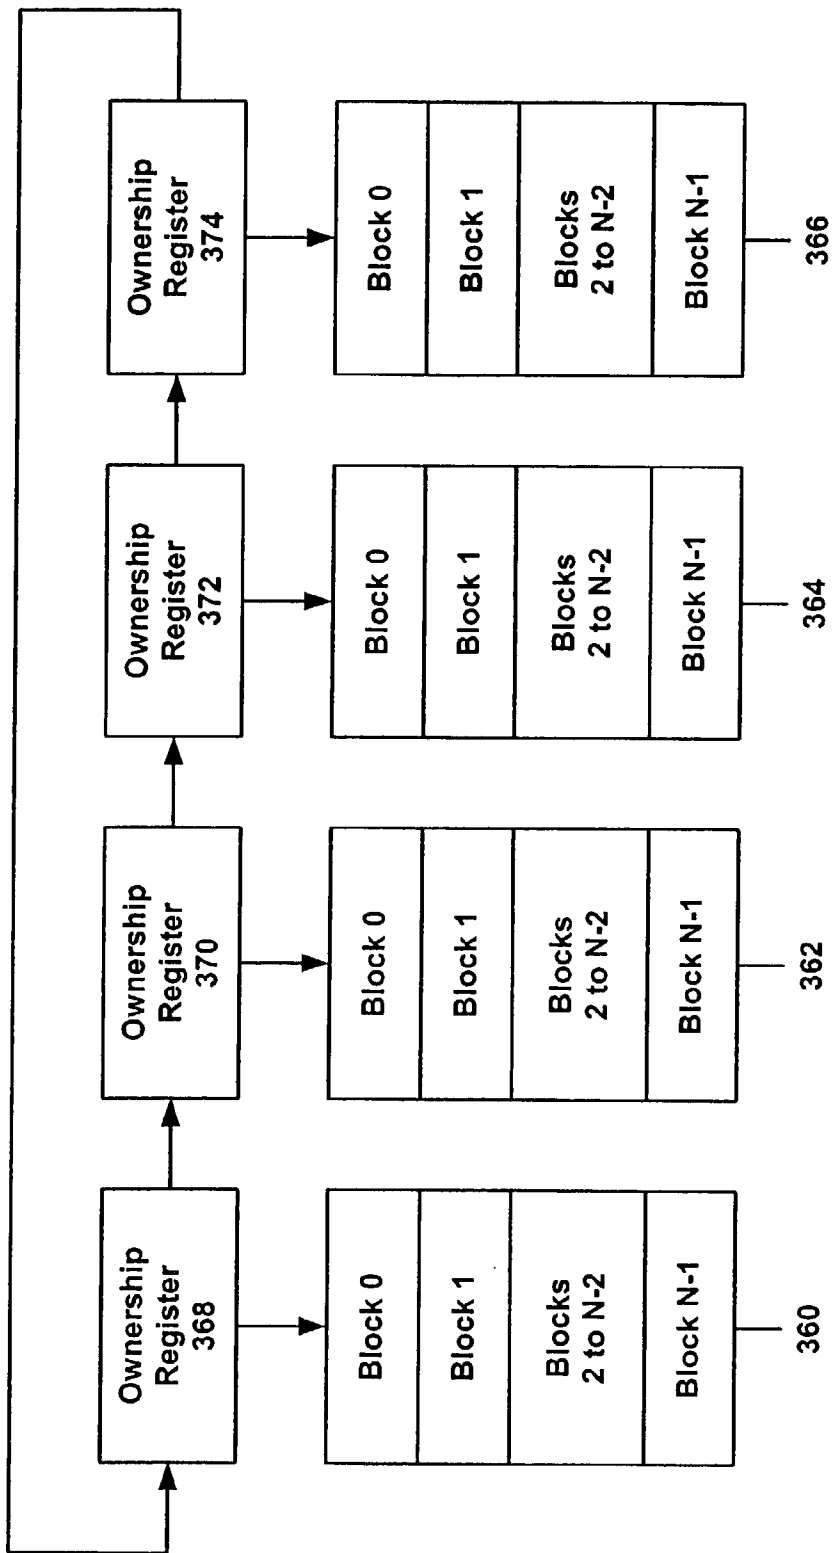 Ownership
Register
368
Ownership
Register
370
Ownership
Register
372
Ownership
Register
374
Block 0
Block 1
Blocks
2 to N-2
Block N-1
360
Block 0
Block 1
Blocks
2 to N-2
Block N-1
362
Block 0
Block 1
Blocks
2 to N-2
Block N-1
364
Block 0
Block 1
Blocks
2 to N-2
Block N-1
366